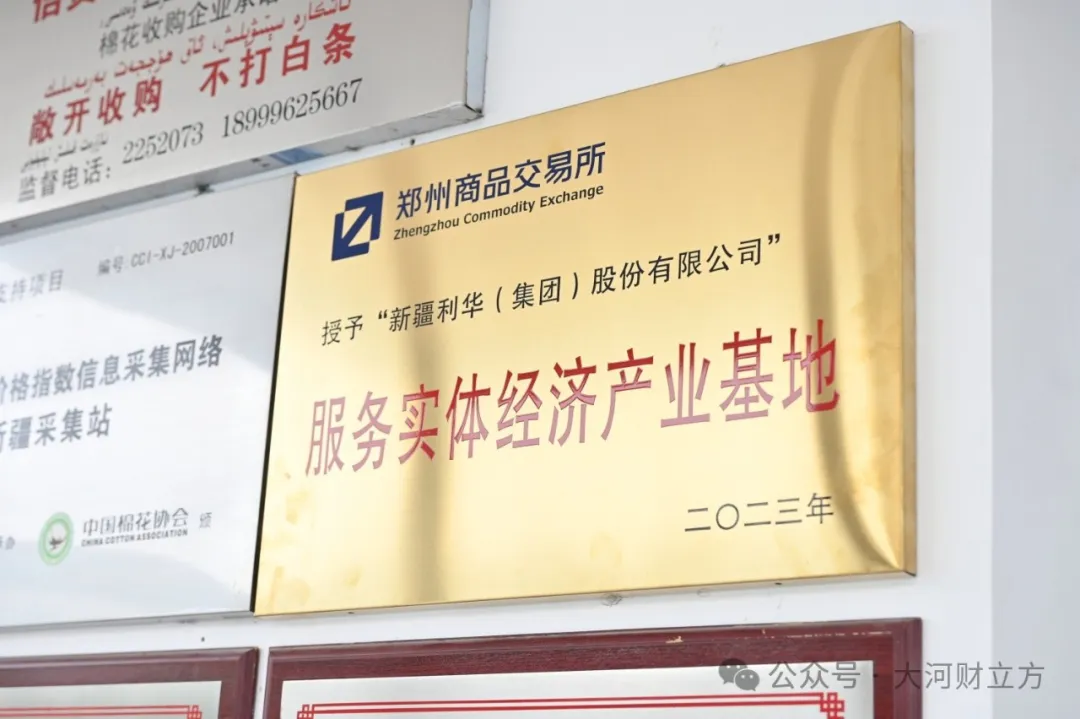 棉花收购企业承诺
敞开收购 不打白条
监督电话: 2252073 18999625667
支持项目
编号:CCI-XJ-2007001
价格指数信息采集网络
新疆采集站
中国棉花协会 颁
CHINA COTTON ASSOCIATION
郑州商品交易所
Zhengzhou Commodity Exchange
授予“新疆利华(集团)股份有限公司”
服务实体经济产业基地
二〇二三年
公众号·大河财立方